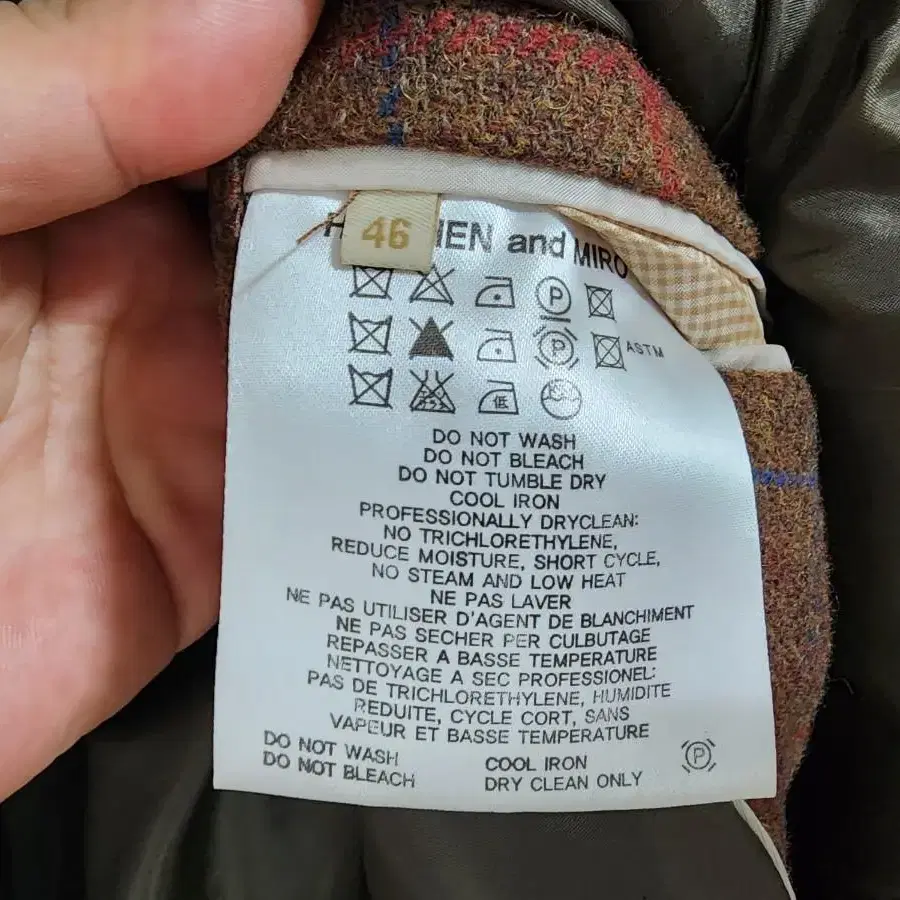 46
and MIRO
P
P
ASTM
低
DO NOT WASH
DO NOT BLEACH
DO NOT TUMBLE DRY
COOL IRON
PROFESSIONALLY DRYCLEAN:
NO TRICHLORETHYLENE,
REDUCE MOISTURE, SHORT CYCLE,
NO STEAM AND LOW HEAT
NE PAS LAVER
NE PAS UTILISER D'AGENT DE BLANCHIMENT
NE PAS SECHER PER CULBUTAGE
REPASSER A BASSE TEMPERATURE
NETTOYAGE A SEC PROFESSIONEL:
PAS DE TRICHLORETHYLENE, HUMIDITE
REDUITE, CYCLE CORT, SANS
VAPEUR ET BASSE TEMPERATURE
DO NOT WASH
DO NOT BLEACH
COOL IRON
DRY CLEAN ONLY
P